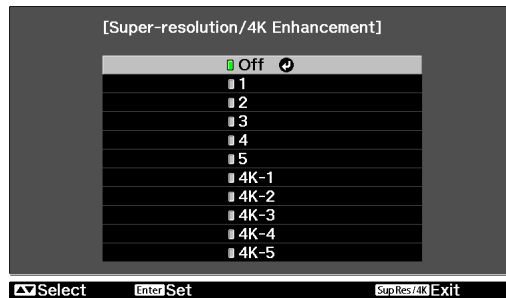 [Super-resolution/4K Enhancement]
Off
1
2
3
4
5
4K-1
4K-2
4K-3
4K-4
4K-5
Select Enter Set SupRes/4K Exit